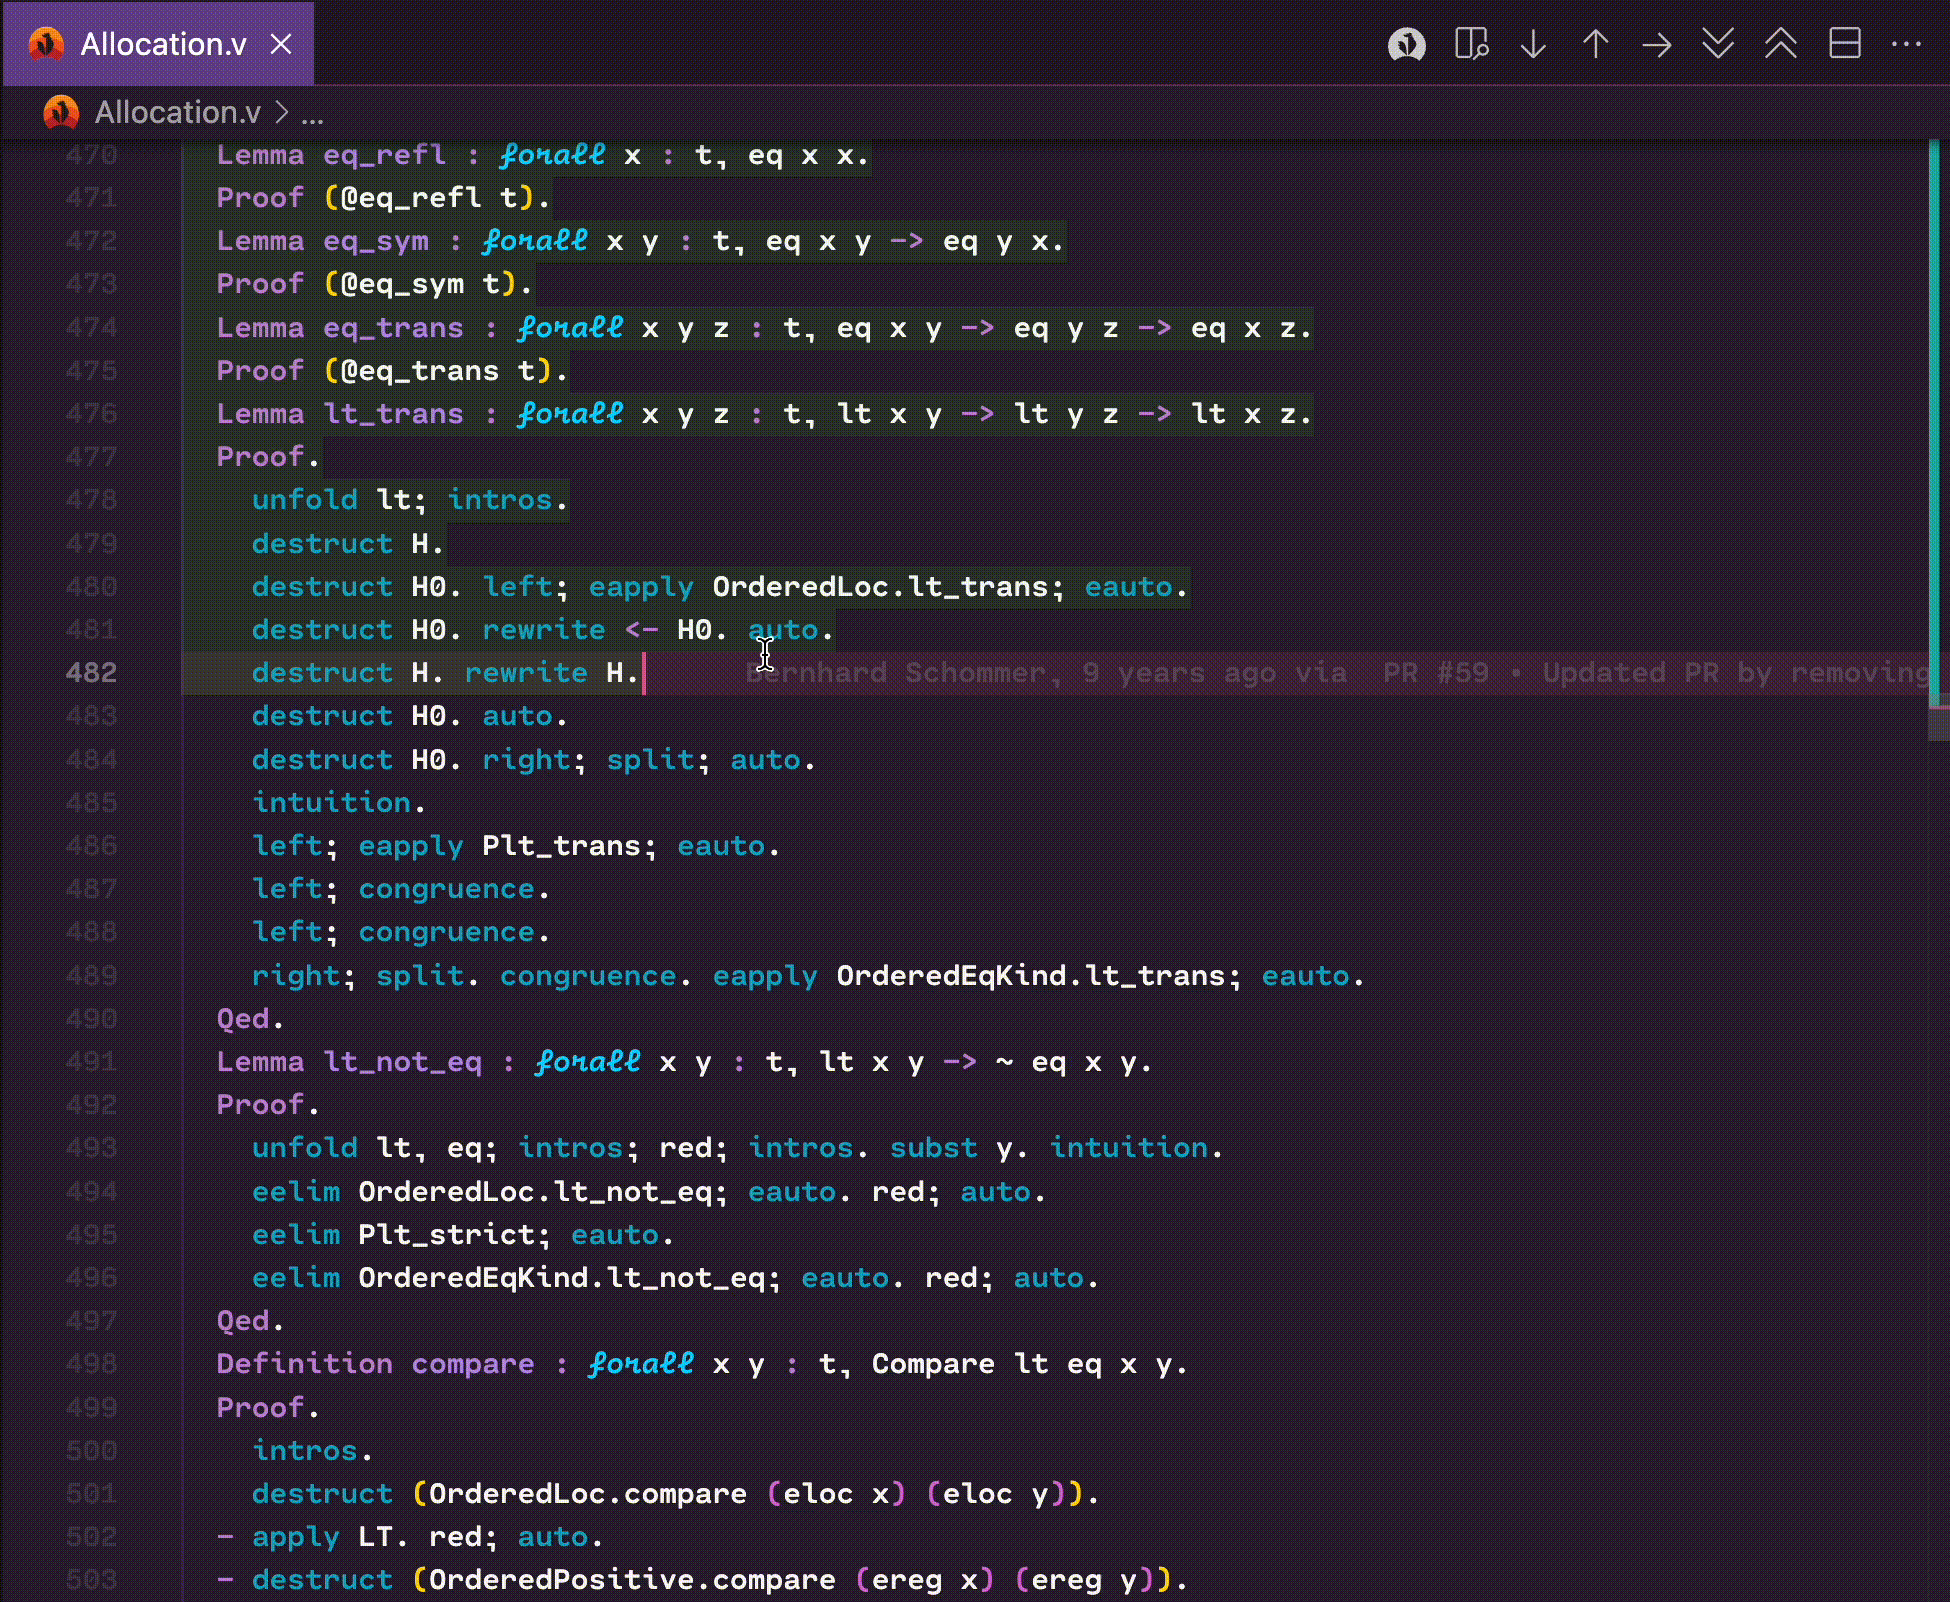 Allocation.v
Allocation.v > ...
470 Lemma eq_refl : forall x : t, eq x x.
471 Proof (@eq_refl t).
472 Lemma eq_sym : forall x y : t, eq x y -> eq y x.
473 Proof (@eq_sym t).
474 Lemma eq_trans : forall x y z : t, eq x y -> eq y z -> eq x z.
475 Proof (@eq_trans t).
476 Lemma lt_trans : forall x y z : t, lt x y -> lt y z -> lt x z.
477 Proof.
478 unfold lt; intros.
479 destruct H.
480 destruct H0. left; eapply OrderedLoc.lt_trans; eauto.
481 destruct H0. rewrite <- H0. auto.
482 destruct H. rewrite H. Bernhard Schommer, 9 years ago via PR #59 • Updated PR by removing
483 destruct H0. auto.
484 destruct H0. right; split; auto.
485 intuition.
486 left; eapply Plt_trans; eauto.
487 left; congruence.
488 left; congruence.
489 right; split. congruence. eapply OrderedEqKind.lt_trans; eauto.
490 Qed.
491 Lemma lt_not_eq : forall x y : t, lt x y -> ~ eq x y.
492 Proof.
493 unfold lt, eq; intros; red; intros. subst y. intuition.
494 eelim OrderedLoc.lt_not_eq; eauto. red; auto.
495 eelim Plt_strict; eauto.
496 eelim OrderedEqKind.lt_not_eq; eauto. red; auto.
497 Qed.
498 Definition compare : forall x y : t, Compare lt eq x y.
499 Proof.
500 intros.
501 destruct (OrderedLoc.compare (eloc x) (eloc y)).
502 - apply LT. red; auto.
503 - destruct (OrderedPositive.compare (ereg x) (ereg y)).